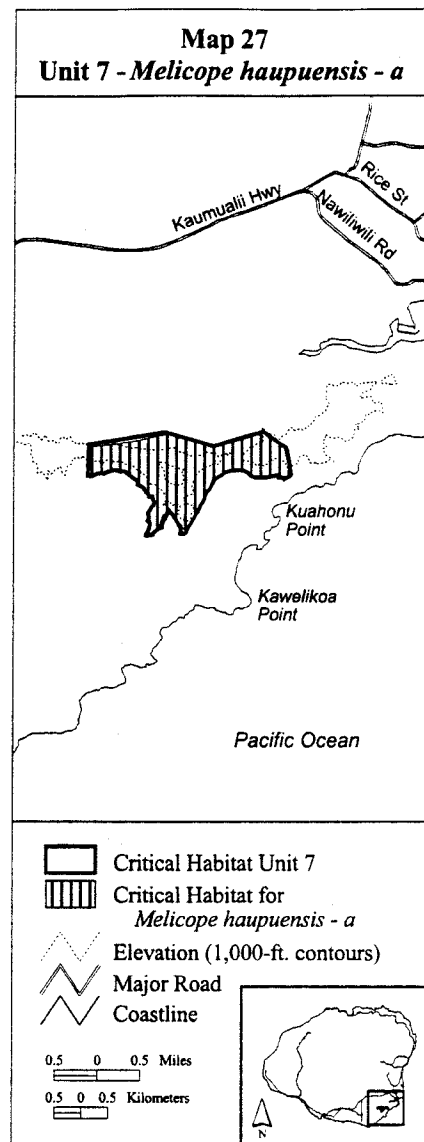 Map 27
Unit 7 - Melicope haupuensis - a
Kaumualii Hwy
Rice St
Nawiliwili Rd
Kuahonu
Point
Kawelikoa
Point
Pacific Ocean
Critical Habitat Unit 7
Critical Habitat for
Melicope haupuensis - a
Elevation (1,000-ft. contours)
Major Road
Coastline
0.5 0 0.5 Miles
0.5 0 0.5 Kilometers
N